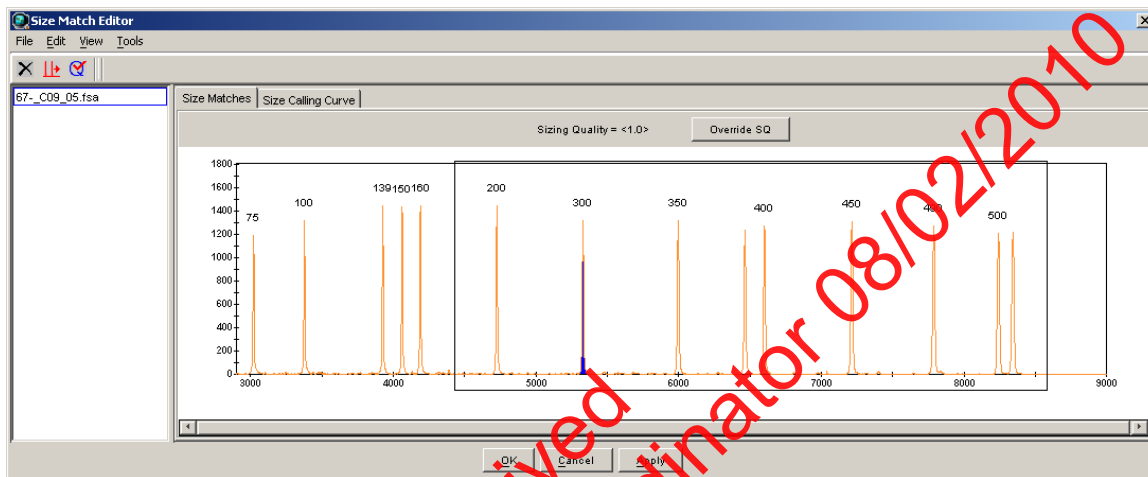 Size Match Editor
File Edit View Tools
67-_C09_05.fsa
Size Matches Size Calling Curve
Sizing Quality = <1.0> Override SQ
1800
1600
1400
1200
1000
800
600
400
200
0
75 100 139 150 160 200 300 350 400 450 490 500
3000 4000 5000 6000 7000 8000 9000
OK Cancel Apply
ived
dinator 08/02/2010